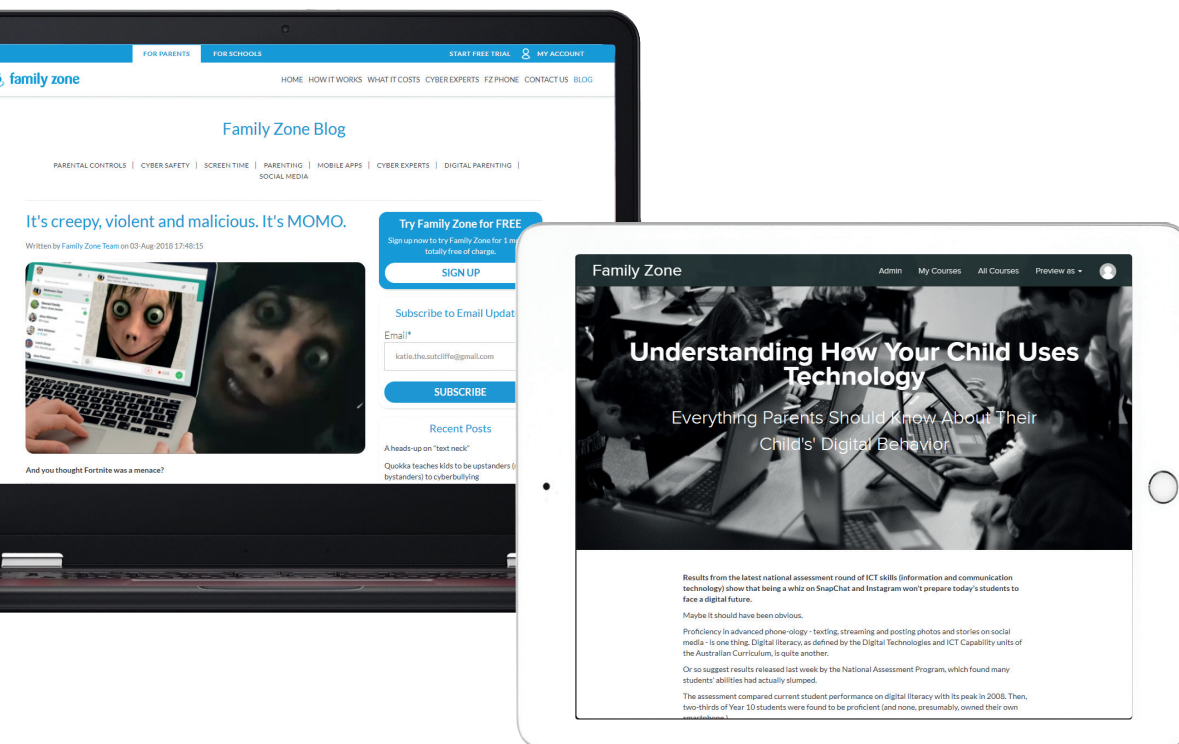 FOR PARENTS FOR SCHOOLS START FREE TRIAL MY ACCOUNT
family zone
HOME HOW IT WORKS WHAT IT COSTS CYBER EXPERTS FZ PHONE CONTACT US BLOG
Family Zone Blog
PARENTAL CONTROLS | CYBER SAFETY | SCREEN TIME | PARENTING | MOBILE APPS | CYBER EXPERTS | DIGITAL PARENTING |
SOCIAL MEDIA
It's creepy, violent and malicious. It's MOMO.
Written by Family Zone Team on 03-Aug-2018 17:48:15
And you thought Fortnite was a menace?
Try Family Zone for FREE
Sign up now to try Family Zone for 1
totally free of charge.
SIGN UP
Subscribe to Email
Email*
katie.the.sutcliffe@gmail.com
SUBSCRIBE
Recent Posts
A heads-up on "text neck"
Quokka teaches kids to be upstanders
bystanders) to cyberbullying
Family Zone
Admin My Courses All Courses Preview as
Understanding How Your Child Uses
Technology
Everything Parents Should Know About Their
Child's' Digital Behavior
Results from the latest national assessment round of ICT skills (information and communication
technology) show that being a whiz on SnapChat and Instagram won't prepare today's students to
face a digital future.
Maybe it should have been obvious.
Proficiency in advanced phone-ology - texting, streaming and posting photos and stories on social
media - is one thing. Digital literacy, as defined by the Digital Technologies and ICT Capability units of
the Australian Curriculum, is quite another.
Or so suggest results released last week by the National Assessment Program, which found many
students' abilities had actually slumped.
The assessment compared current student performance on digital literacy with its peak in 2008. Then,
two-thirds of Year 10 students were found to be proficient (and none, presumably, owned their own
smartphone.)